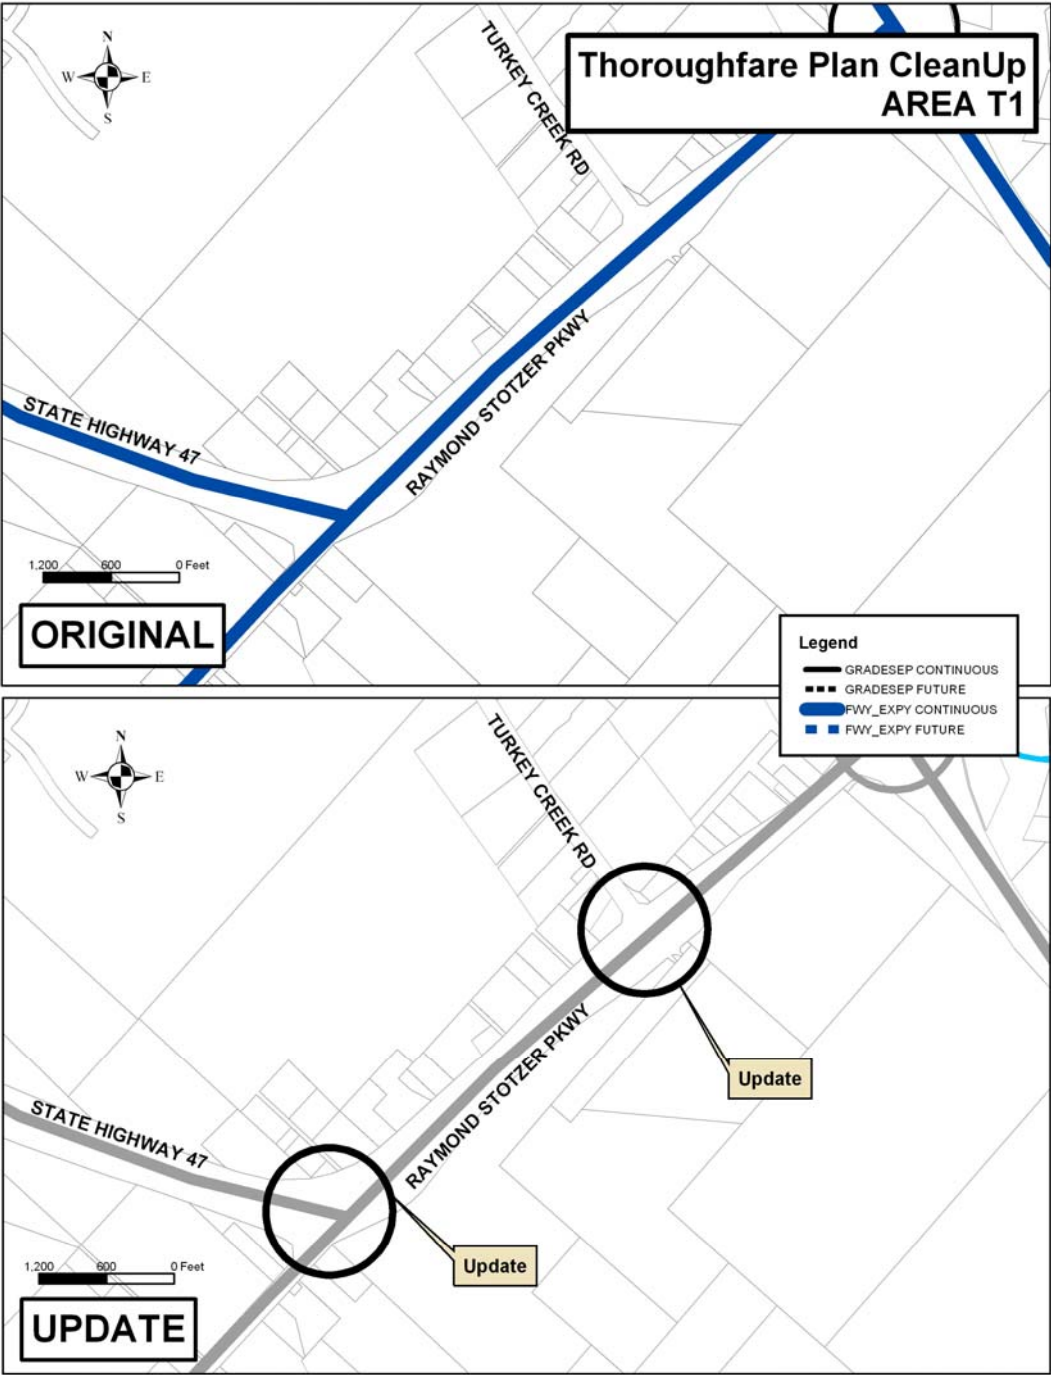 Thoroughfare Plan CleanUp
AREA T1
N
W E
S
TURKEY CREEK RD
STATE HIGHWAY 47
RAYMOND STOTZER PKWY
1,200 600 0 Feet
ORIGINAL
Legend
GRADESEP CONTINUOUS
GRADESEP FUTURE
FWY_EXPY CONTINUOUS
FWY_EXPY FUTURE
N
W E
S
TURKEY CREEK RD
Update
STATE HIGHWAY 47
RAYMOND STOTZER PKWY
Update
1,200 600 0 Feet
UPDATE